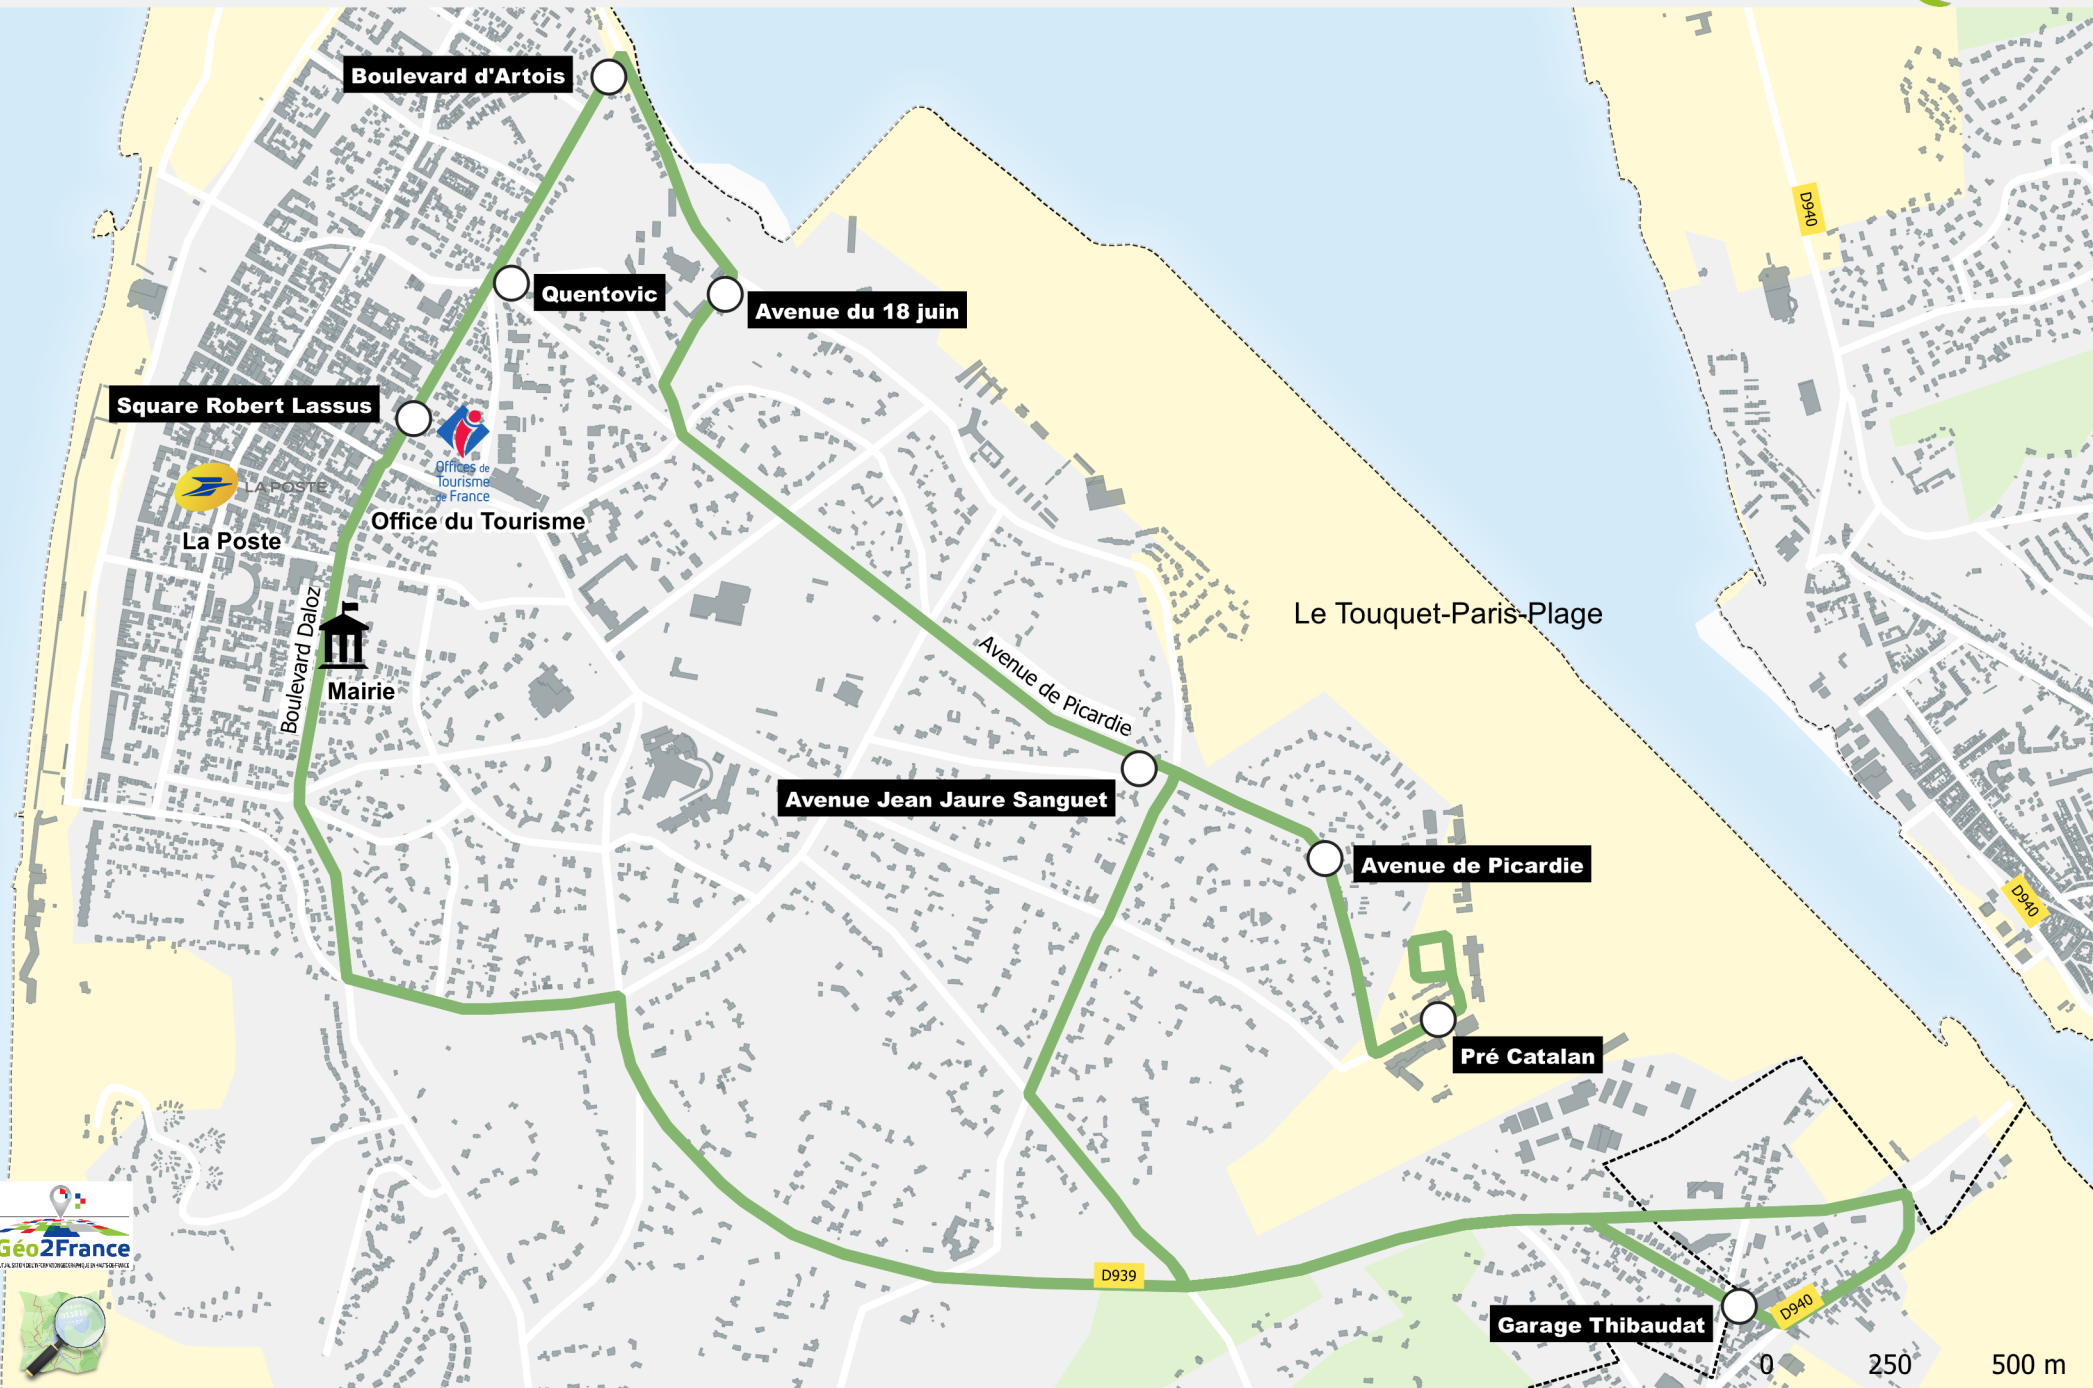 Boulevard d'Artois
D940
Quentovic
Avenue du 18 juin
Square Robert Lassus
Offices de
Tourisme
de France
LA POSTE
Office du Tourisme
La Poste
Boulevard Daloz
Mairie
Le Touquet-Paris-Plage
Avenue de Picardie
Avenue Jean Jaure Sanguet
Avenue de Picardie
D940
Pré Catalan
Géo2France
D939
D940
Garage Thibaudat
0 250 500 m